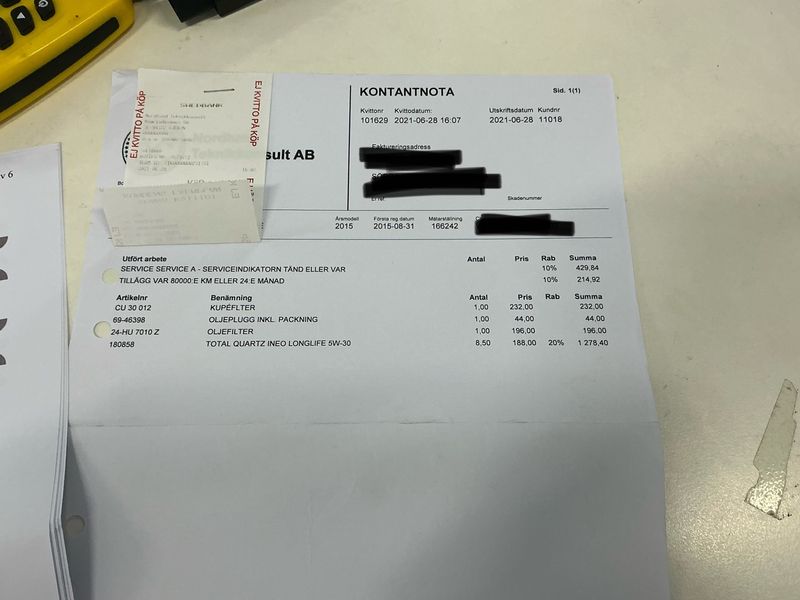 KONTANTNOTA
Sid. 1(1)
Kvittonr Kvittodatum: Utskriftsdatum Kundnr
101629 2021-06-28 16:07 2021-06-28 11018
Faktureringsadress
SWEDBANK
EJ KVITTO PÅ KÖP
EJ KVITTO PÅ KÖP
sult AB
Skadenummer
Årsmodell Första reg.datum Mätarställning
2015 2015-08-31 166242
Utfört arbete Antal Pris Rab Summa
SERVICE SERVICE A - SERVICEINDIKATORN TÄND ELLER VAR 10% 429,84
TILLÄGG VAR 80000:E KM ELLER 24:E MÅNAD 10% 214,92
Artikelnr Benämning Antal Pris Rab Summa
CU 30 012 KUPÉFLTER 1,00 232,00 232,00
69-46398 OLJEPLUGG INKL. PACKNING 1,00 44,00 44,00
24-HU 7010 Z OLJEFILTER 1,00 196,00 196,00
180858 TOTAL QUARTZ INEO LONGLIFE 5W-30 8,50 188,00 20% 1 278,40
v 6